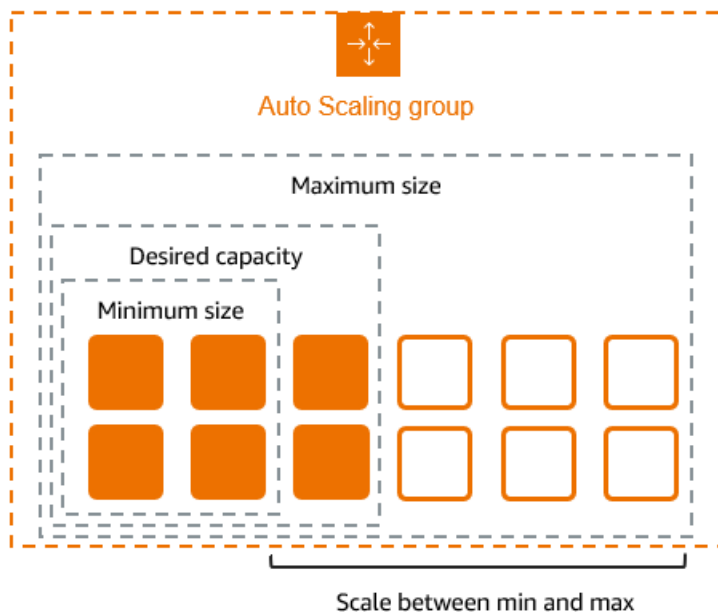 Auto Scaling group
Maximum size
Desired capacity
Minimum size
Scale between min and max